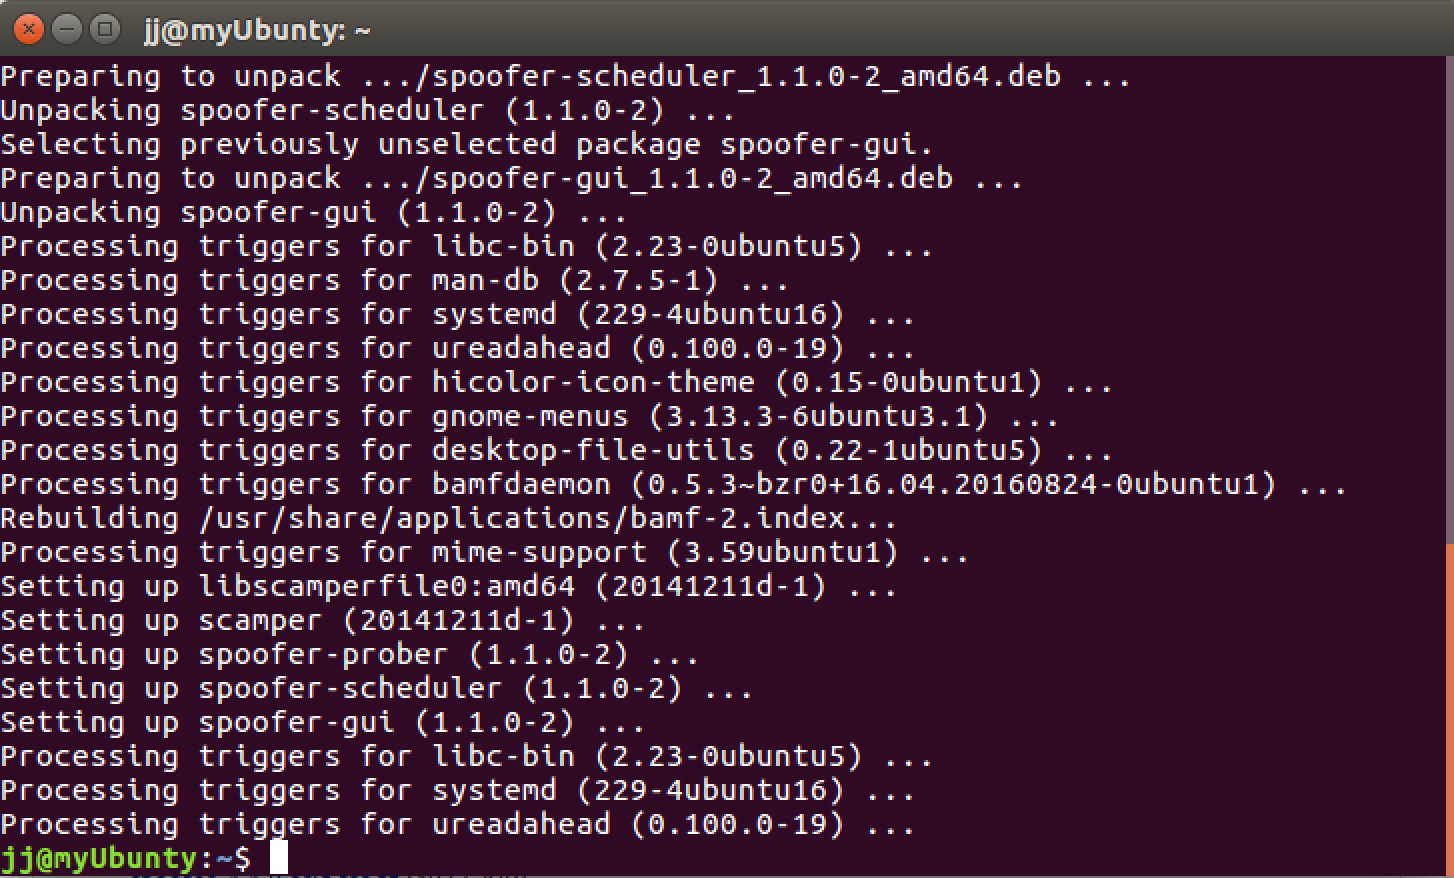 jj@myUbunty: ~
Preparing to unpack .../spoofer-scheduler_1.1.0-2_amd64.deb ...
Unpacking spoofer-scheduler (1.1.0-2) ...
Selecting previously unselected package spoofer-gui.
Preparing to unpack .../spoofer-gui_1.1.0-2_amd64.deb ...
Unpacking spoofer-gui (1.1.0-2) ...
Processing triggers for libc-bin (2.23-0ubuntu5) ...
Processing triggers for man-db (2.7.5-1) ...
Processing triggers for systemd (229-4ubuntu16) ...
Processing triggers for ureadahead (0.100.0-19) ...
Processing triggers for hicolor-icon-theme (0.15-0ubuntu1) ...
Processing triggers for gnome-menus (3.13.3-6ubuntu3.1) ...
Processing triggers for desktop-file-utils (0.22-1ubuntu5) ...
Processing triggers for bamfdaemon (0.5.3~bzr0+16.04.20160824-0ubuntu1) ...
Rebuilding /usr/share/applications/bamf-2.index...
Processing triggers for mime-support (3.59ubuntu1) ...
Setting up libscamperfile0:amd64 (20141211d-1) ...
Setting up scamper (20141211d-1) ...
Setting up spoofer-prober (1.1.0-2) ...
Setting up spoofer-scheduler (1.1.0-2) ...
Setting up spoofer-gui (1.1.0-2) ...
Processing triggers for libc-bin (2.23-0ubuntu5) ...
Processing triggers for systemd (229-4ubuntu16) ...
Processing triggers for ureadahead (0.100.0-19) ...
jj@myUbunty:~$